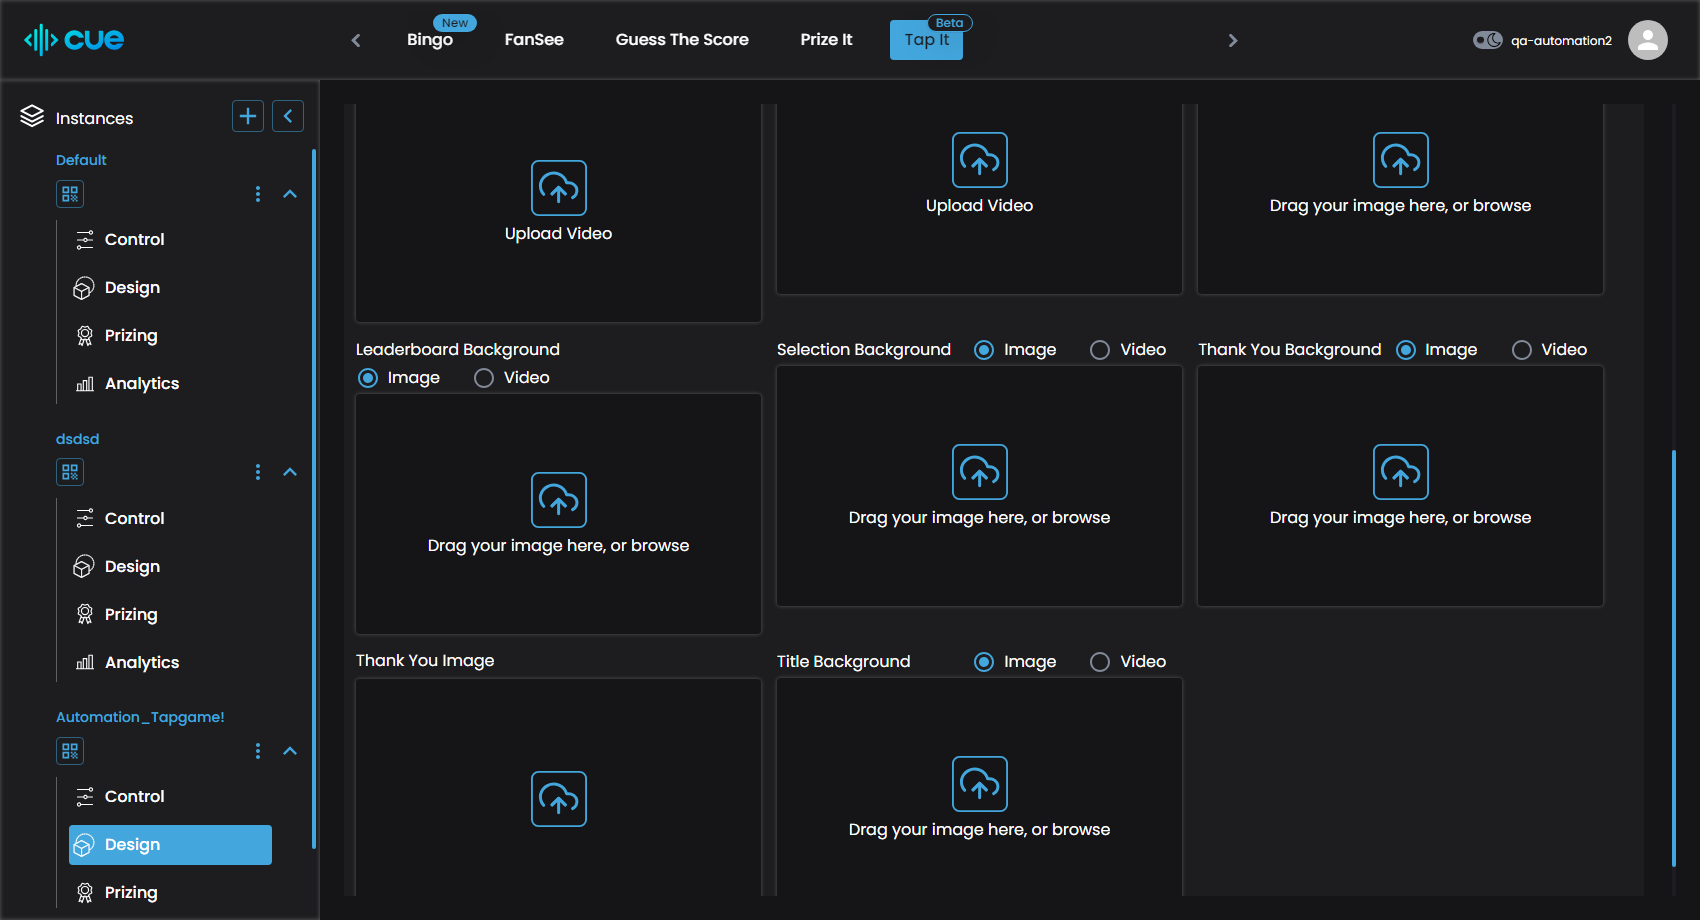 cue
New
Bingo
FanSee
Guess The Score
Prize It
Beta
Tap It
qa-automation2
Instances
Default
Control
Design
Prizing
Analytics
dsdsd
Control
Design
Prizing
Analytics
Automation_Tapgame!
Control
Design
Prizing
Upload Video
Upload Video
Drag your image here, or browse
Leaderboard Background
Image Video
Drag your image here, or browse
Selection Background Image Video
Drag your image here, or browse
Thank You Background Image Video
Drag your image here, or browse
Thank You Image
Title Background Image Video
Drag your image here, or browse